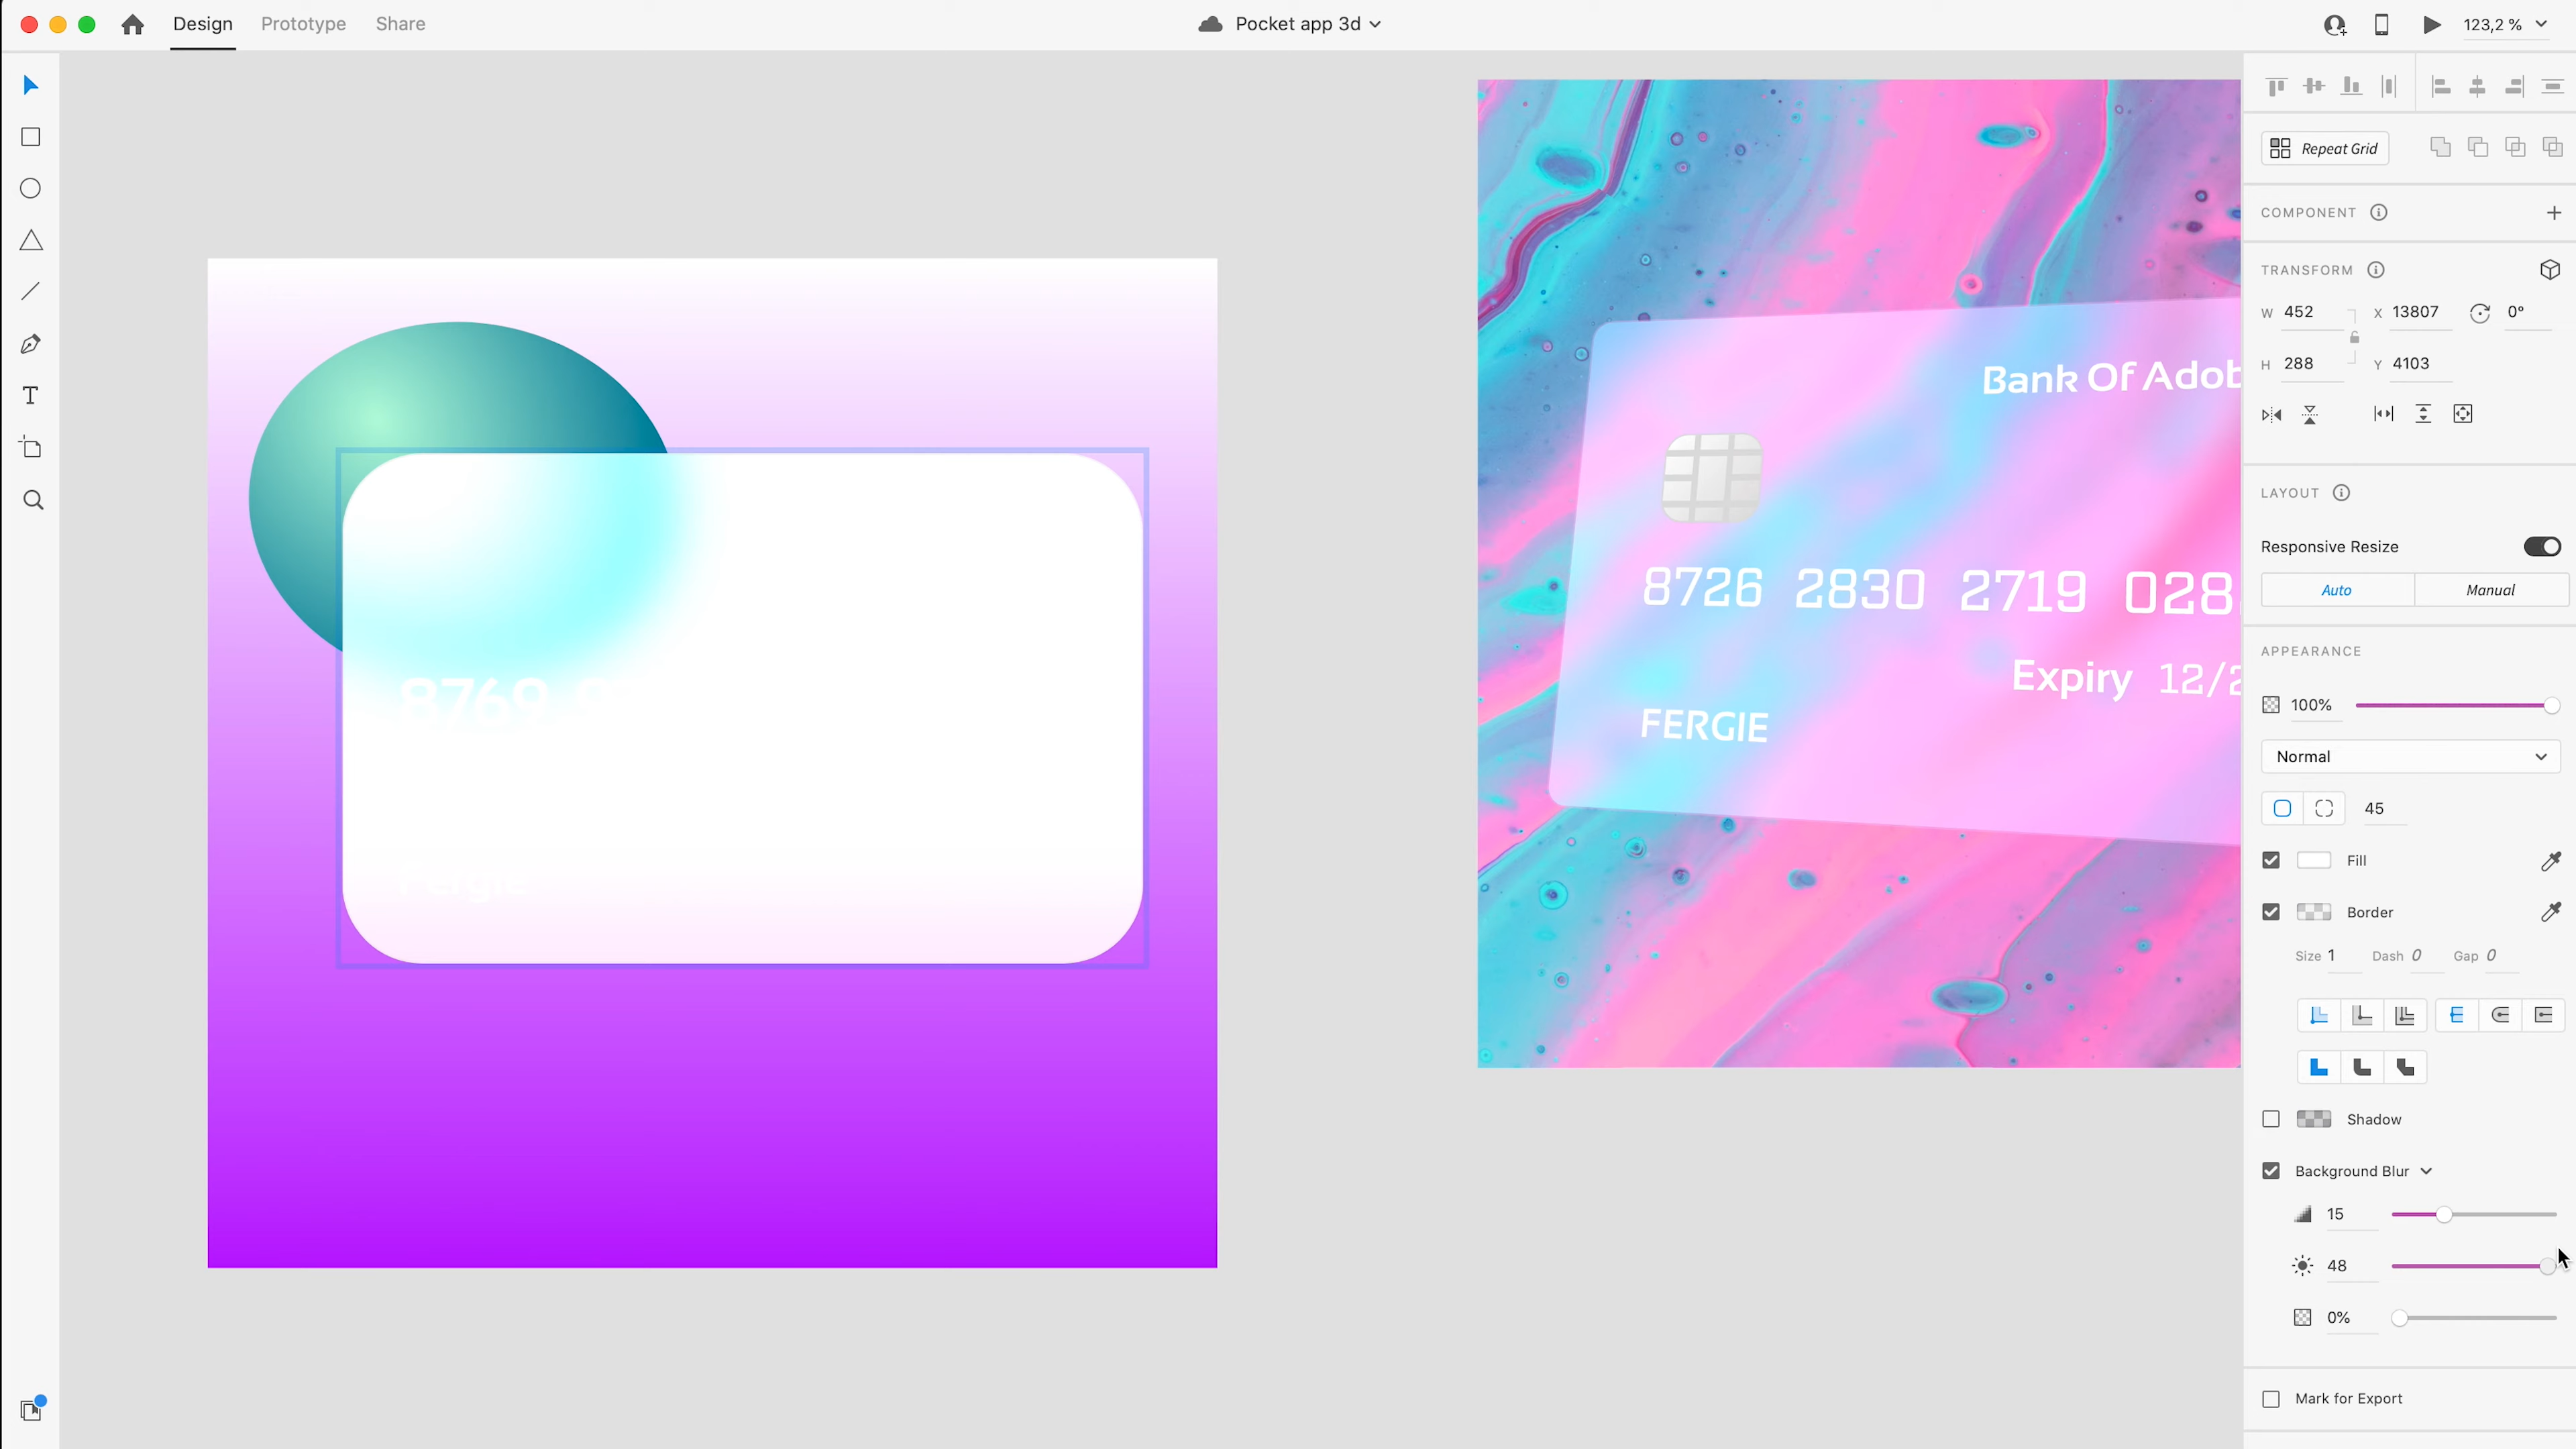 Design Prototype Share
Pocket app 3d
123,2 %
Repeat Grid
COMPONENT
TRANSFORM
W 452 X 13807 0°
H 288 Y 4103
LAYOUT
Responsive Resize
Auto Manual
APPEARANCE
100%
Normal
45
Fill
Border
Size 1 Dash 0 Gap 0
Shadow
Background Blur
15
48
0%
Mark for Export
8769
Fergie
Bank Of Adob
8726 2830 2719 028
Expiry 12/2
FERGIE